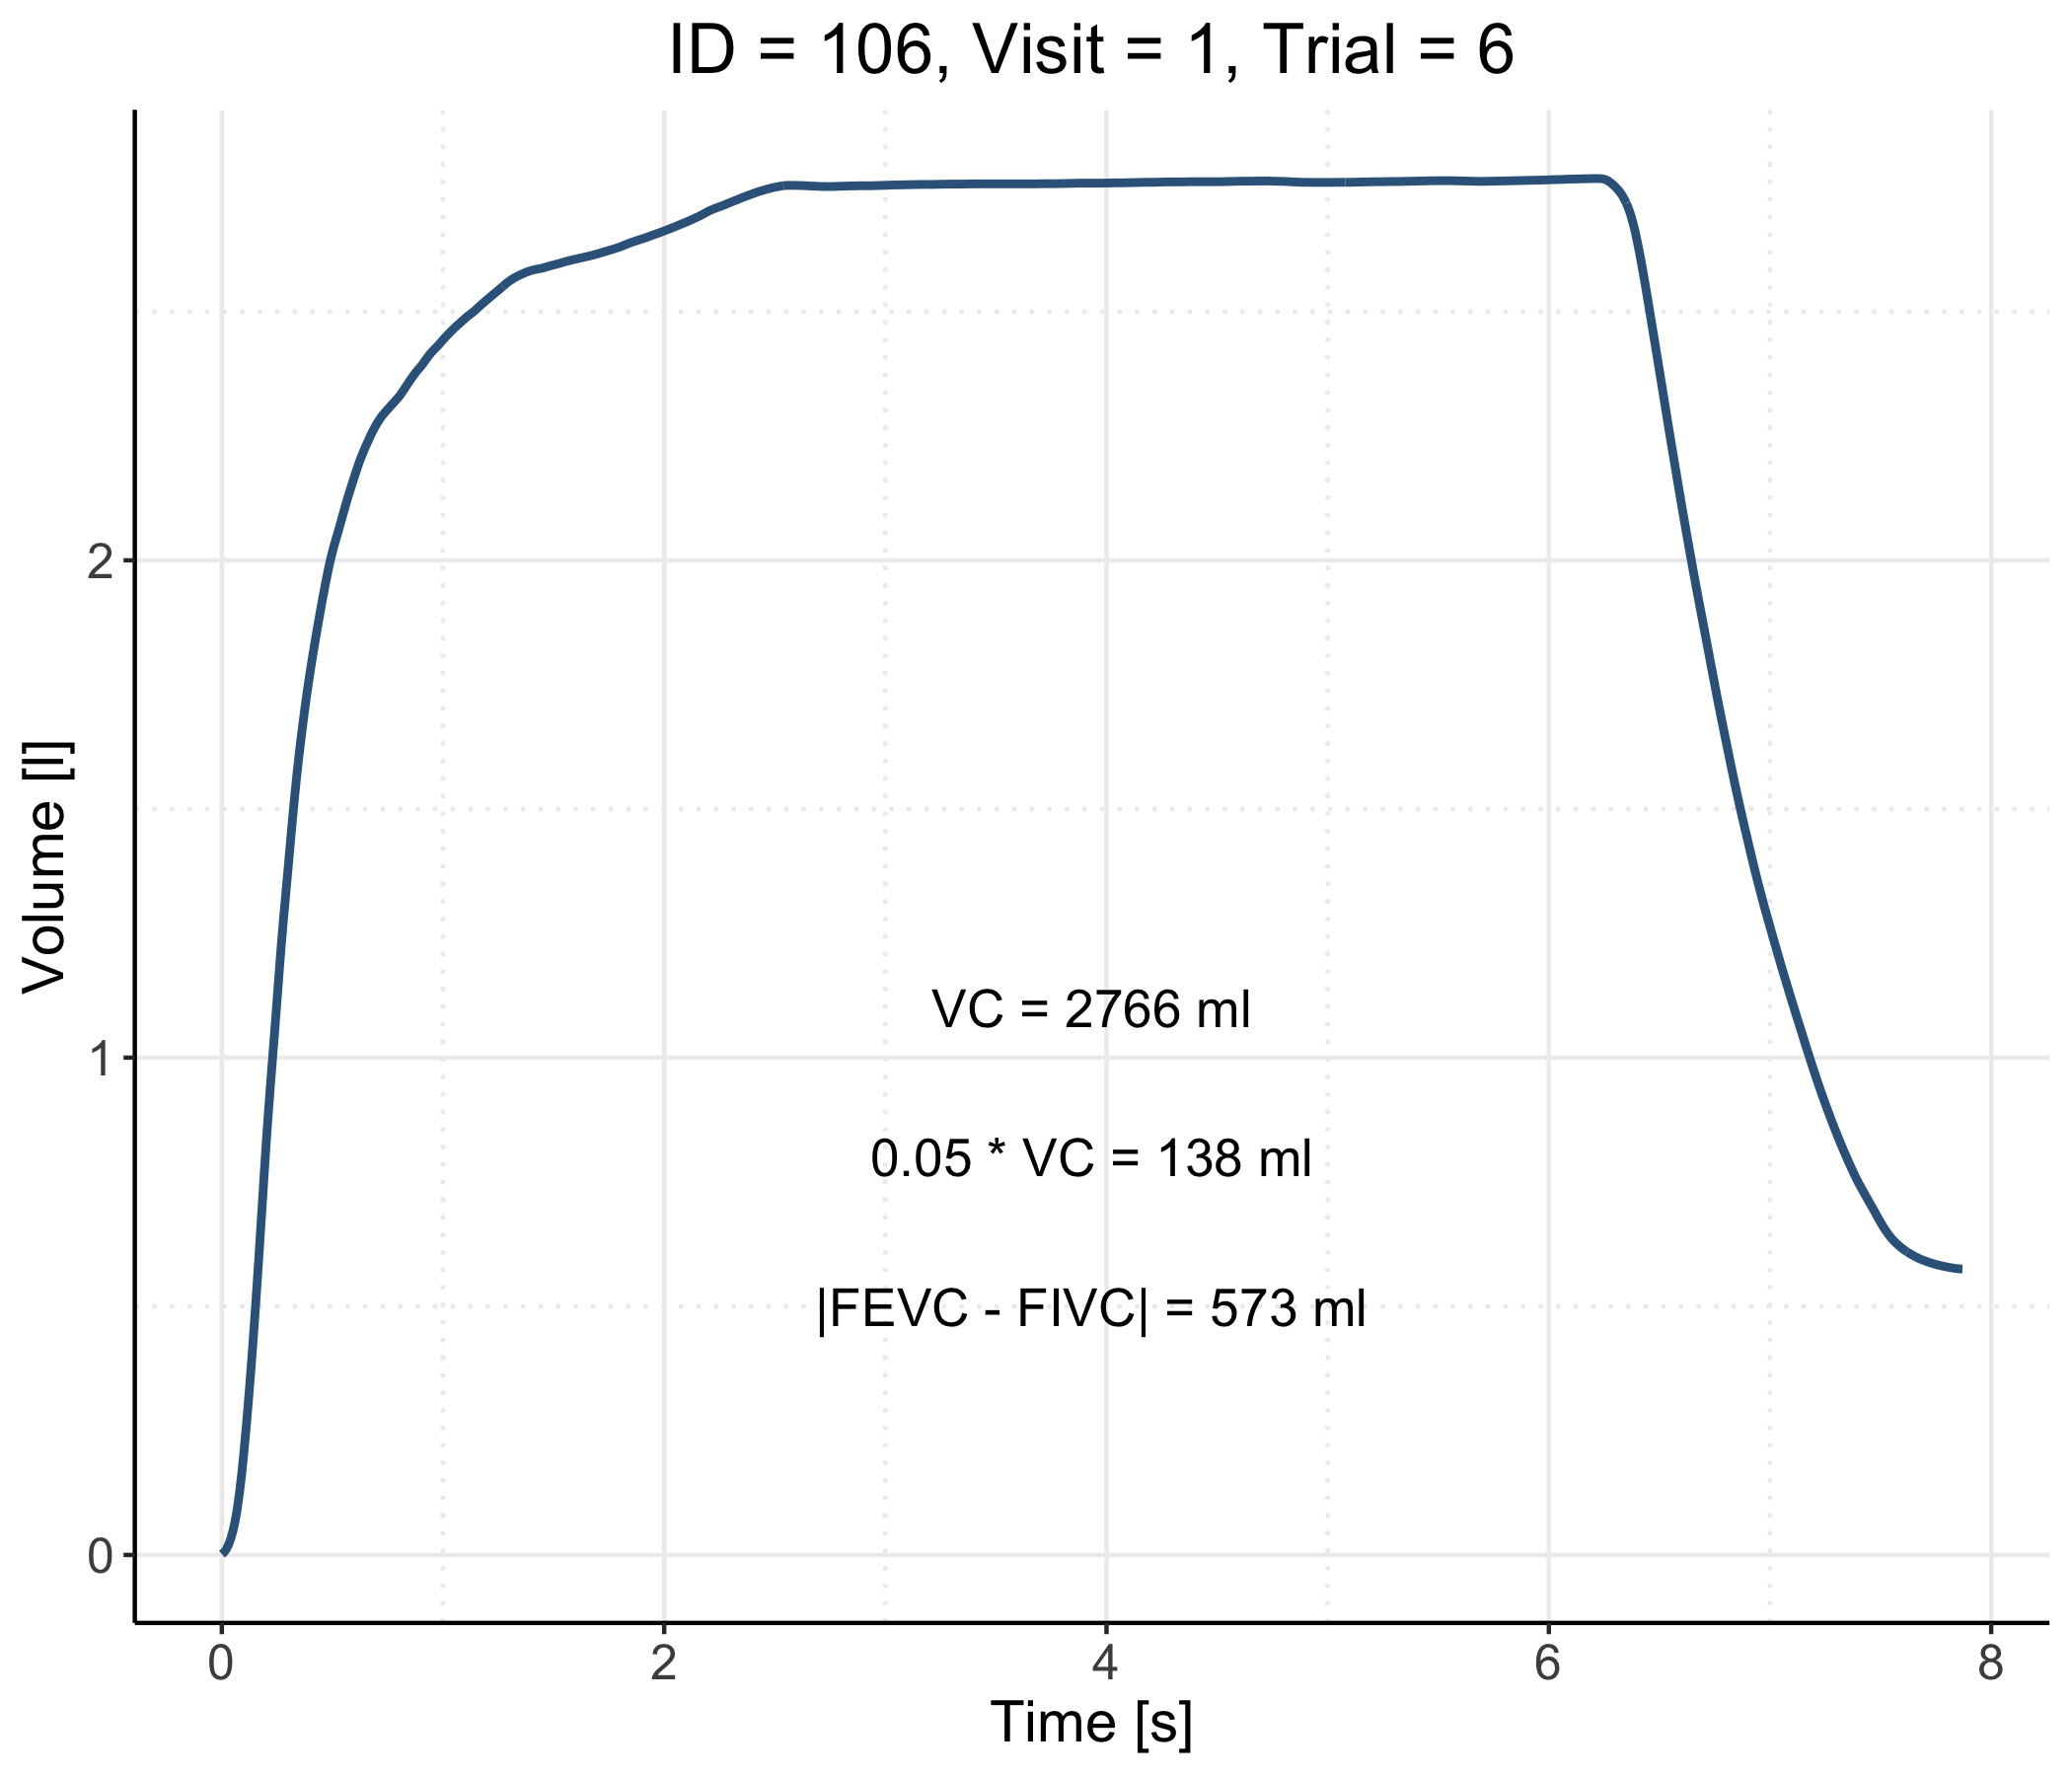 ID = 106, Visit = 1, Trial = 6
Volume [l]
2
1
0
VC = 2766 ml
0.05 * VC = 138 ml
|FEVC - FIVC| = 573 ml
0 2 4 6 8
Time [s]